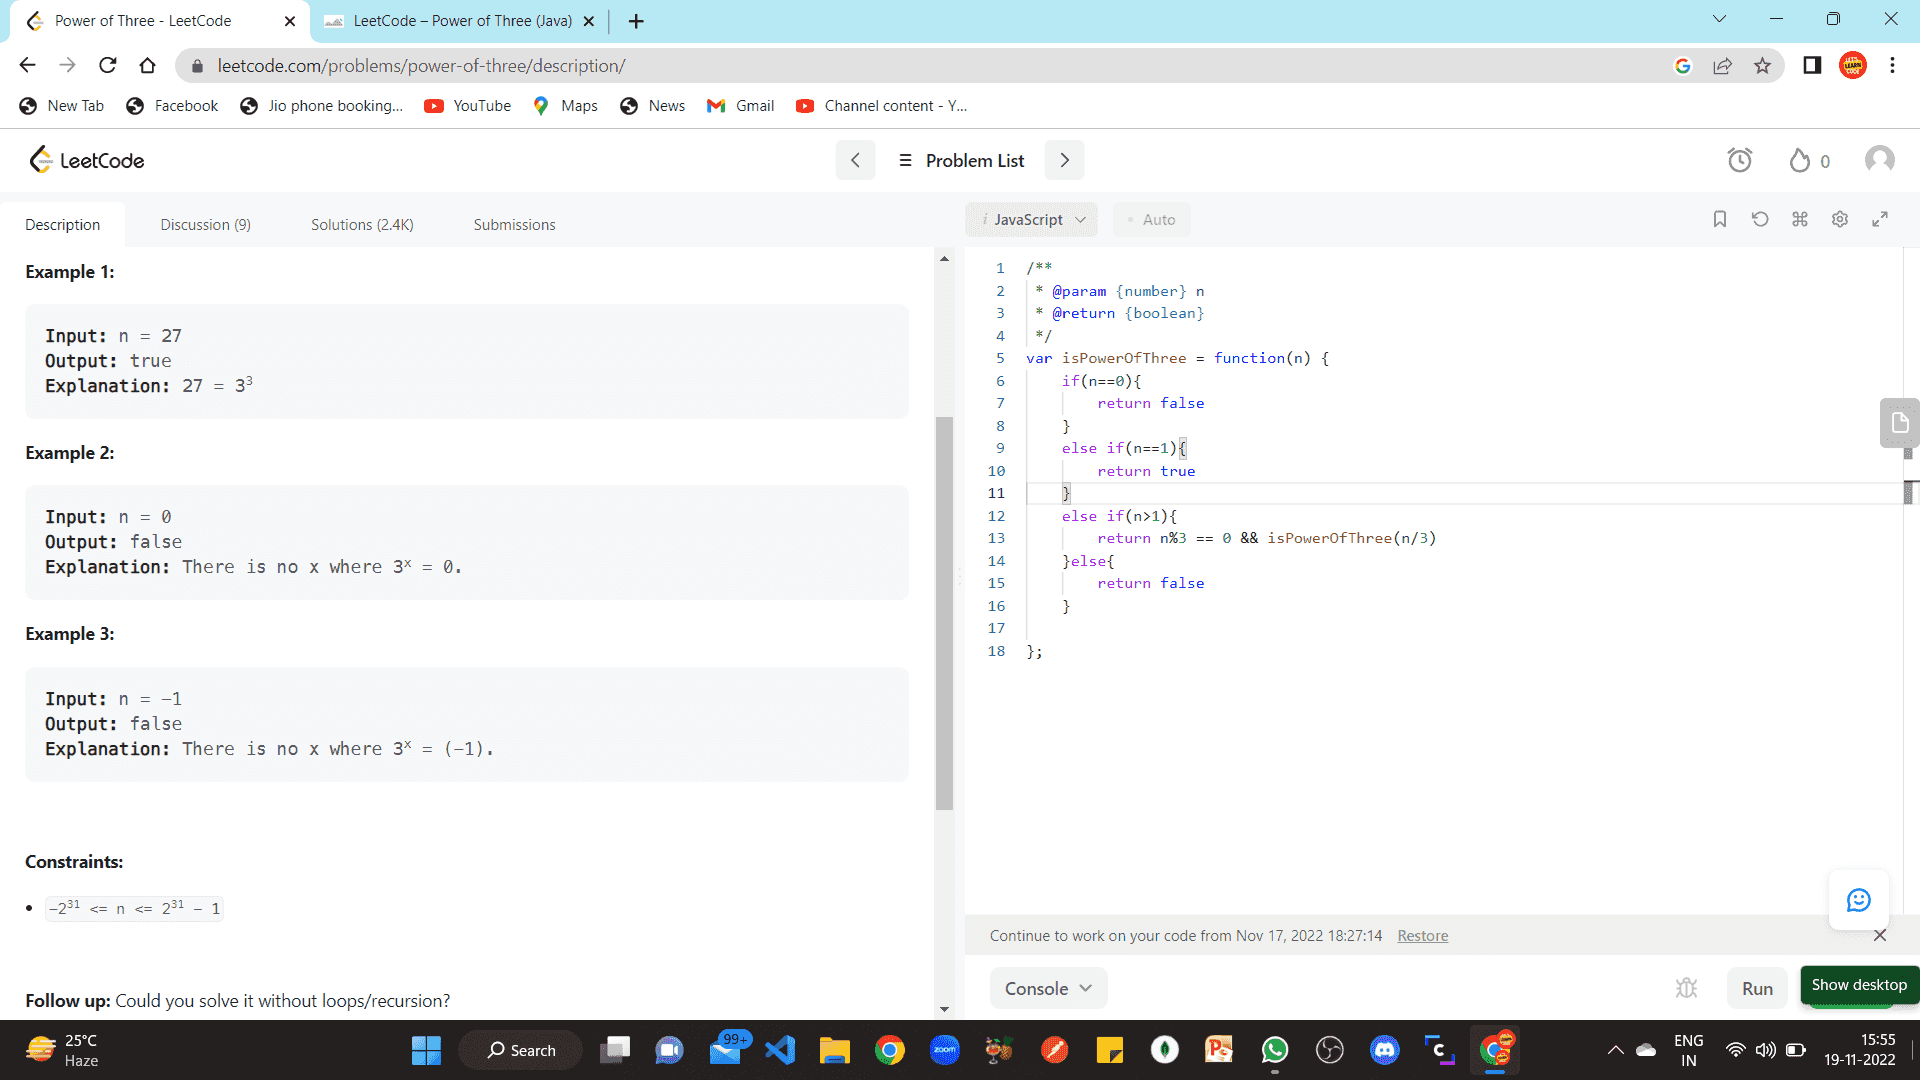 Power of Three - LeetCode
LeetCode – Power of Three (Java)
leetcode.com/problems/power-of-three/description/
New Tab
Facebook
Jio phone booking...
YouTube
Maps
News
Gmail
Channel content - Y...
LeetCode
Problem List
0
Description
Discussion (9)
Solutions (2.4K)
Submissions
Example 1:
Input: n = 27
Output: true
Explanation: 27 = 3³
Example 2:
Input: n = 0
Output: false
Explanation: There is no x where 3ˣ = 0.
Example 3:
Input: n = −1
Output: false
Explanation: There is no x where 3ˣ = (−1).
Constraints:
• −2³¹ <= n <= 2³¹ − 1
Follow up: Could you solve it without loops/recursion?
i JavaScript
• Auto
1 /**
2 * @param {number} n
3 * @return {boolean}
4 */
5 var isPowerOfThree = function(n) {
6 if(n==0){
7 return false
8 }
9 else if(n==1){
10 return true
11 }
12 else if(n>1){
13 return n%3 == 0 && isPowerOfThree(n/3)
14 }else{
15 return false
16 }
17
18 };
Continue to work on your code from Nov 17, 2022 18:27:14 Restore
Console
Run
Show desktop
25°C
Haze
Search
99+
zoom
ENG
IN
15:55
19-11-2022